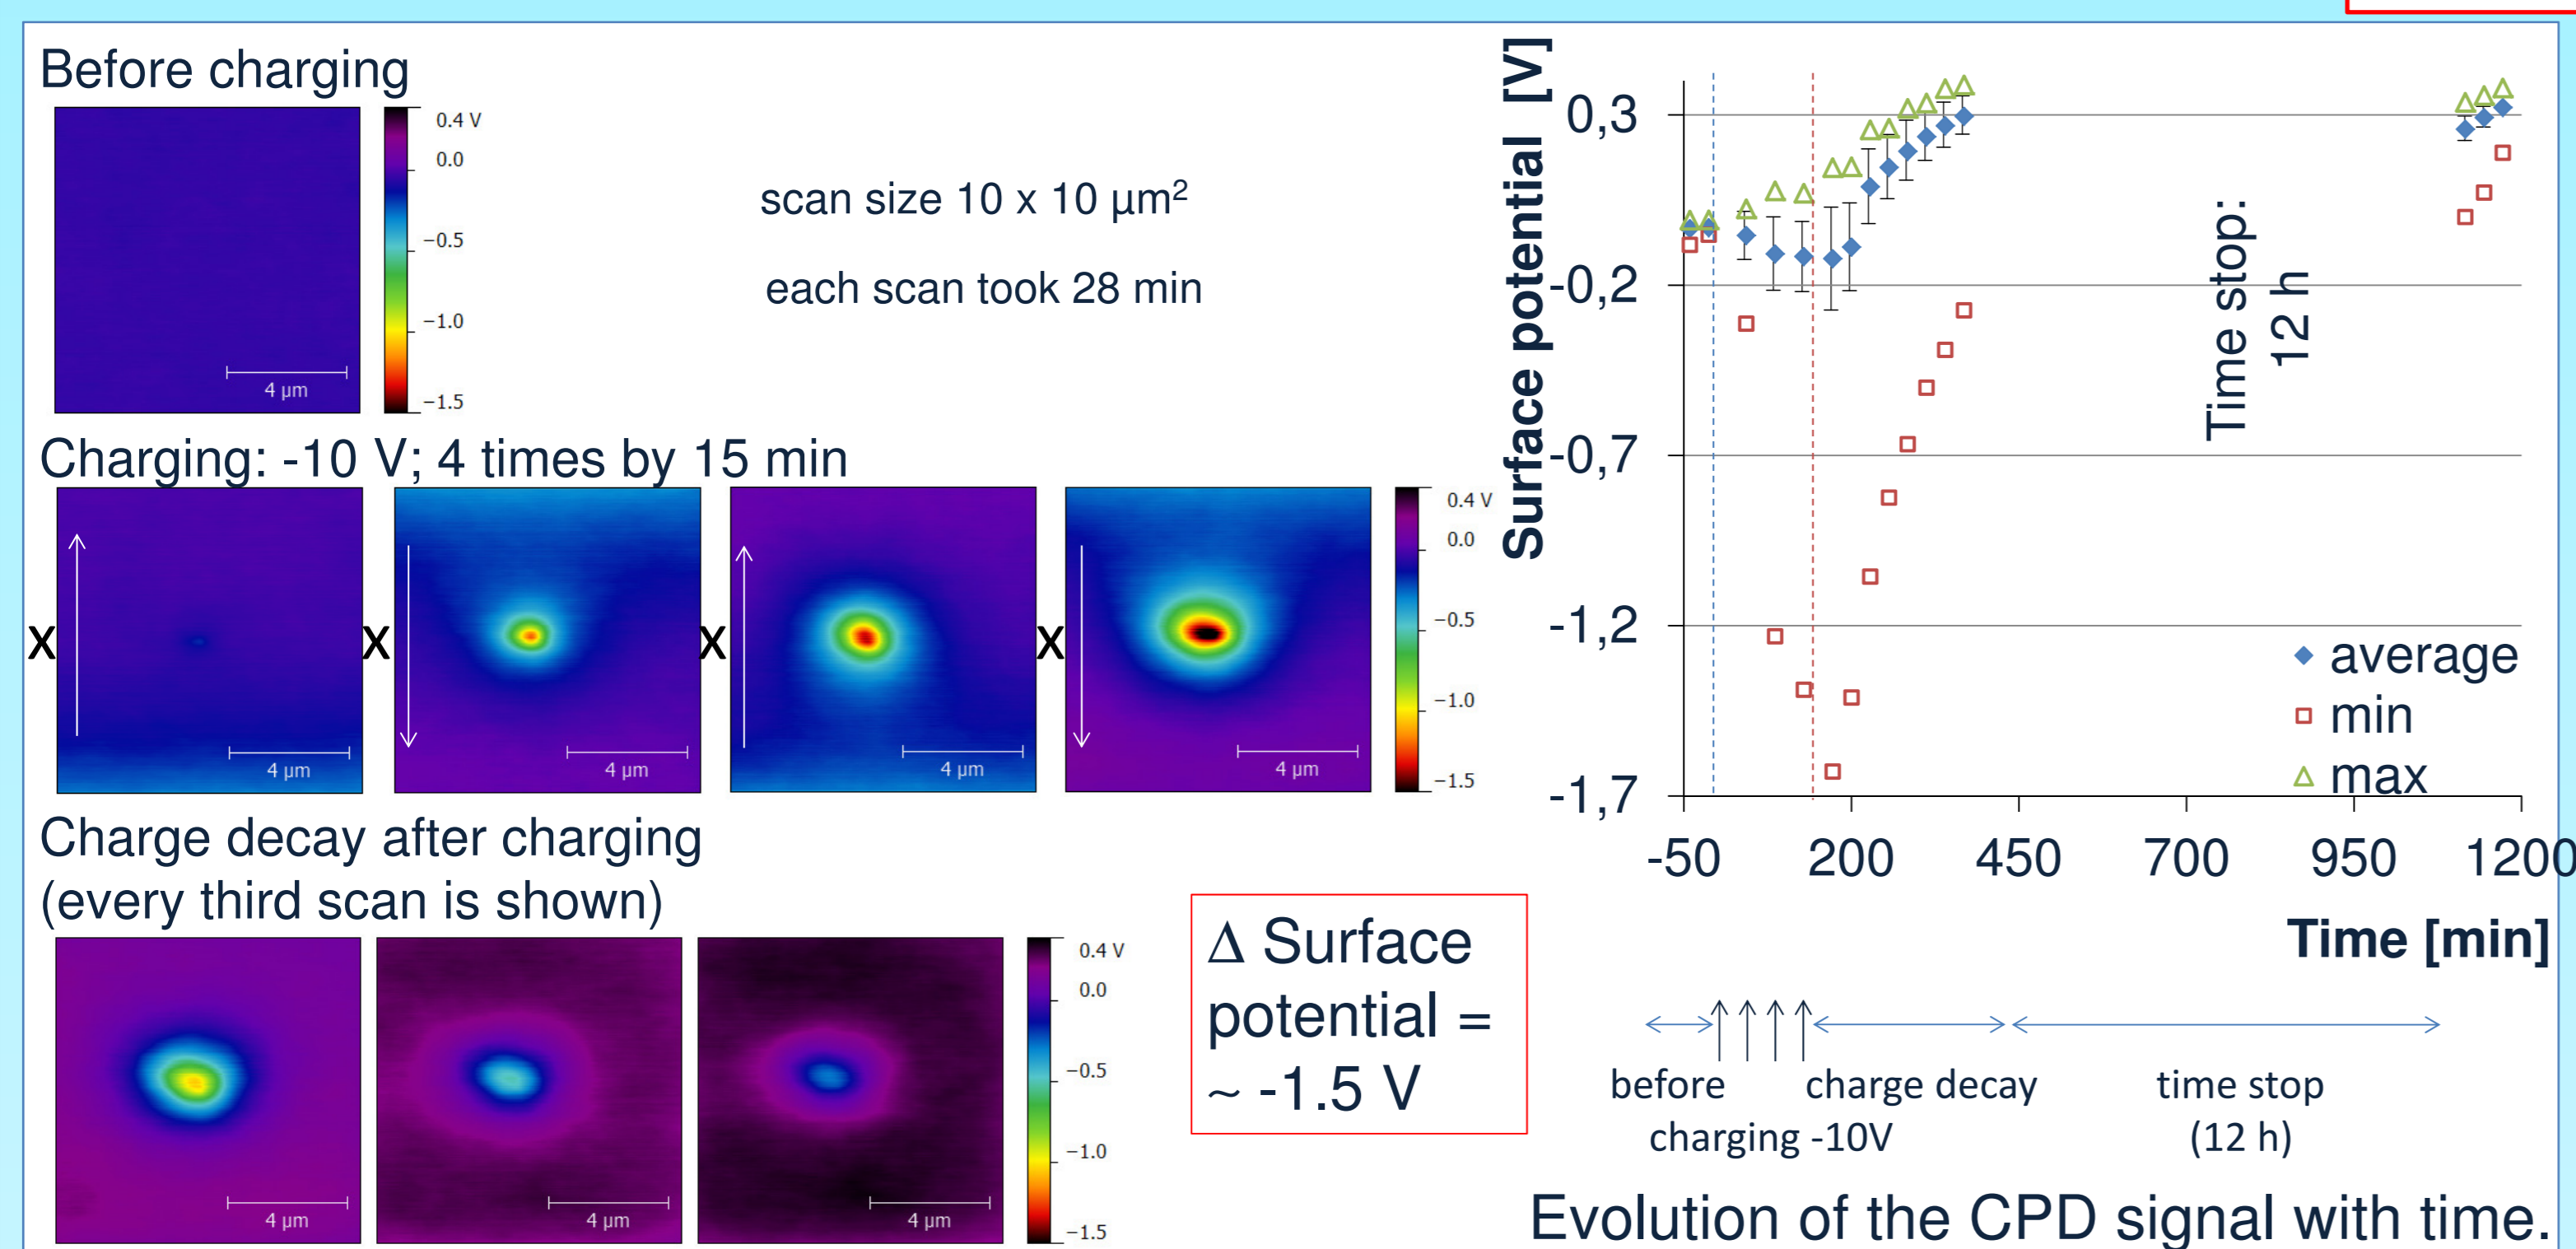 Before charging
0.4 V
0.0
−0.5
−1.0
−1.5
4 µm
scan size 10 x 10 µm²
each scan took 28 min
Charging: -10 V; 4 times by 15 min
X
4 µm
X
4 µm
X
4 µm
X
4 µm
0.4 V
0.0
−0.5
−1.0
−1.5
Charge decay after charging
(every third scan is shown)
4 µm
4 µm
4 µm
0.4 V
0.0
−0.5
−1.0
−1.5
Δ Surface
potential =
~ -1.5 V
Surface potential [V]
0,3
-0,2
-0,7
-1,2
-1,7
Time stop:
12 h
average
min
max
-50 200 450 700 950 1200
Time [min]
before charge decay time stop
charging -10V (12 h)
Evolution of the CPD signal with time.